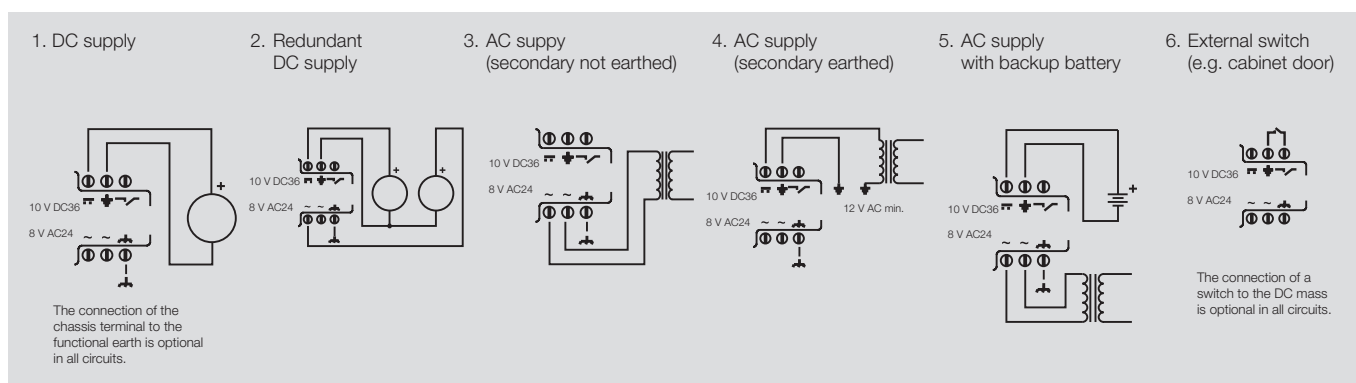 1. DC supply
10 V DC36
8 V AC24
~ ~
+
The connection of the
chassis terminal to the
functional earth is optional
in all circuits.
2. Redundant
DC supply
10 V DC36
8 V AC24
~ ~
+
+
3. AC suppy
(secondary not earthed)
10 V DC36
8 V AC24
~ ~
4. AC supply
(secondary earthed)
10 V DC36
8 V AC24
~ ~
12 V AC min.
5. AC supply
with backup battery
10 V DC36
8 V AC24
~ ~
+
6. External switch
(e.g. cabinet door)
10 V DC36
8 V AC24
~ ~
The connection of a
switch to the DC mass
is optional in all circuits.